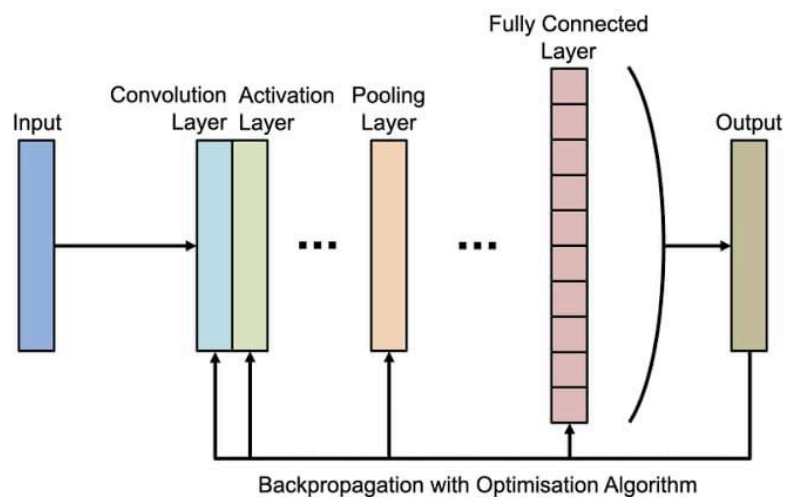 Fully Connected
Layer
Convolution
Layer
Activation
Layer
Pooling
Layer
Input
Output
Backpropagation with Optimisation Algorithm